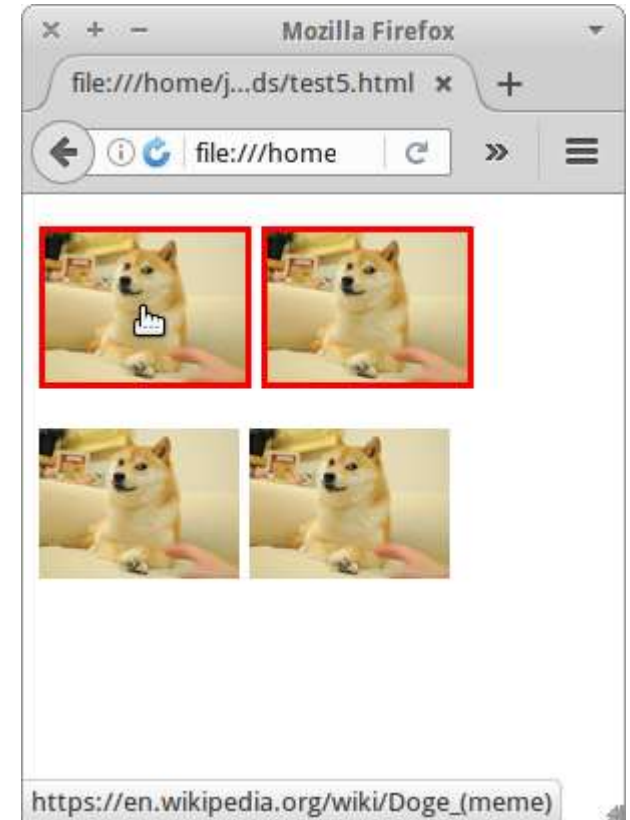 Mozilla Firefox
file:///home/j...ds/test5.html
file:///home
https://en.wikipedia.org/wiki/Doge_(meme)